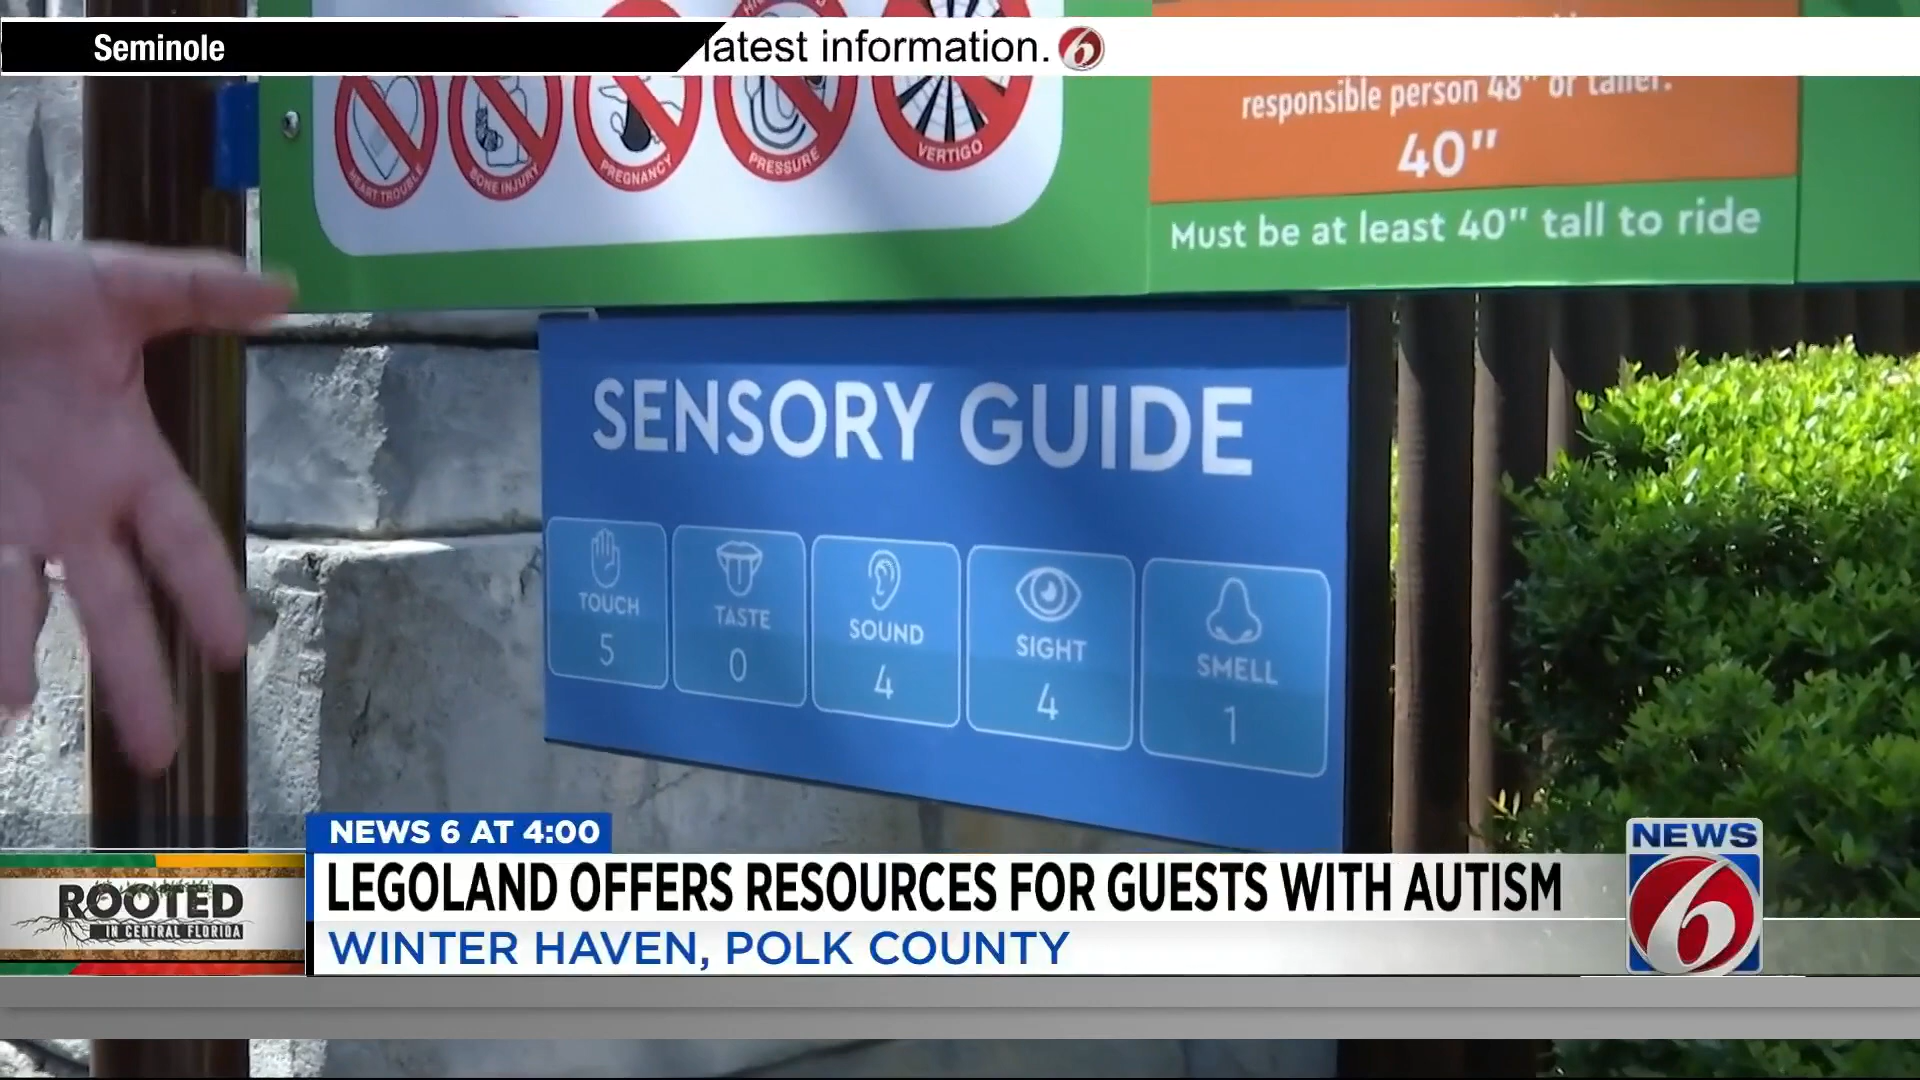 Seminole
latest information. 6
HEART TROUBLE
BONE INJURY
PREGNANCY
PRESSURE
VERTIGO
responsible person 48" or taller.
40"
Must be at least 40" tall to ride
SENSORY GUIDE
TOUCH
5
TASTE
0
SOUND
4
SIGHT
4
SMELL
1
NEWS 6 AT 4:00
LEGOLAND OFFERS RESOURCES FOR GUESTS WITH AUTISM
WINTER HAVEN, POLK COUNTY
ROOTED
IN CENTRAL FLORIDA
NEWS
6